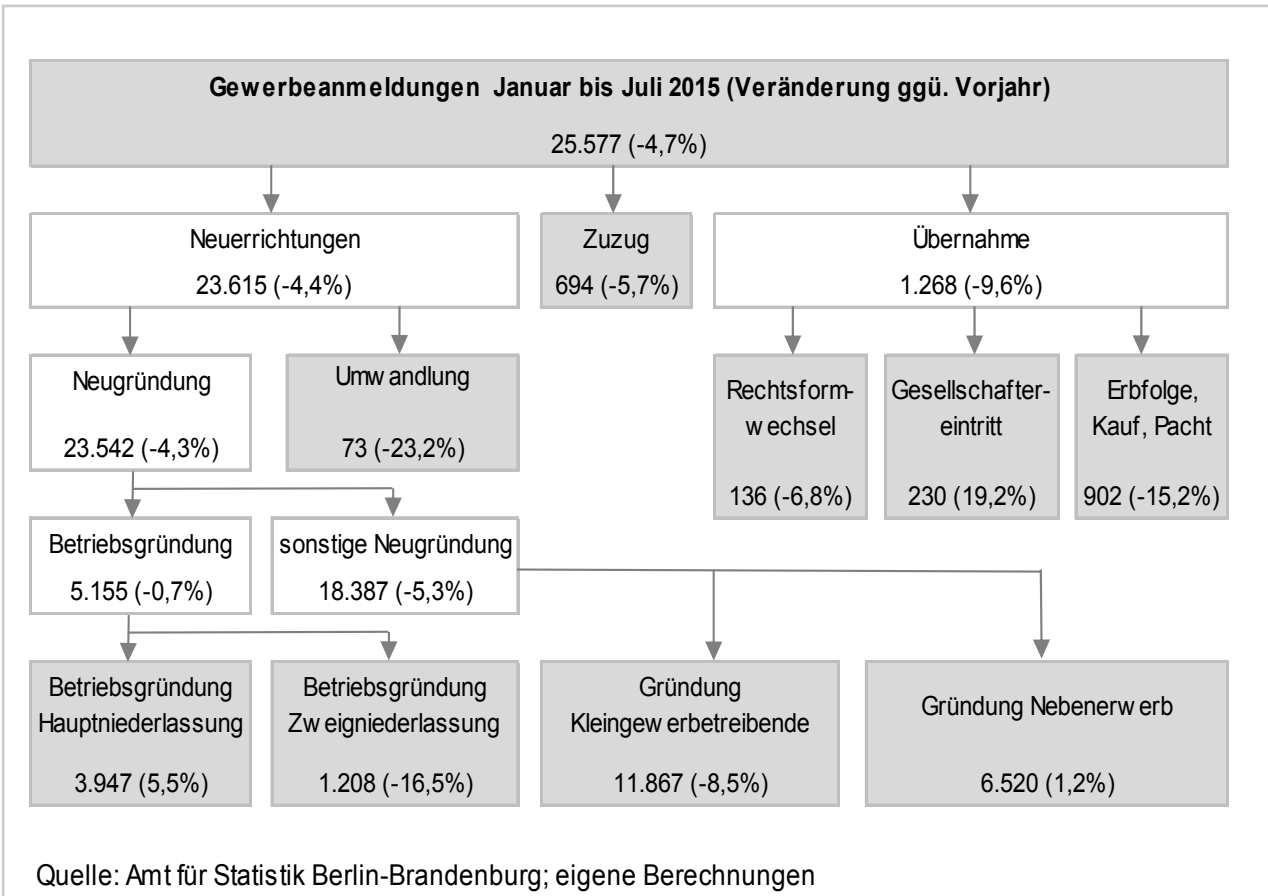 Gewerbeanmeldungen Januar bis Juli 2015 (Veränderung ggü. Vorjahr)
25.577 (-4,7%)
Neuerrichtungen
23.615 (-4,4%)
Zuzug
694 (-5,7%)
Übernahme
1.268 (-9,6%)
Neugründung
23.542 (-4,3%)
Umwandlung
73 (-23,2%)
Rechtsform-
wechsel
136 (-6,8%)
Gesellschafter-
eintritt
230 (19,2%)
Erbfolge,
Kauf, Pacht
902 (-15,2%)
Betriebsgründung
5.155 (-0,7%)
sonstige Neugründung
18.387 (-5,3%)
Betriebsgründung
Hauptniederlassung
3.947 (5,5%)
Betriebsgründung
Zweigniederlassung
1.208 (-16,5%)
Gründung
Kleingewerbetreibende
11.867 (-8,5%)
Gründung Nebenerwerb
6.520 (1,2%)
Quelle: Amt für Statistik Berlin-Brandenburg; eigene Berechnungen